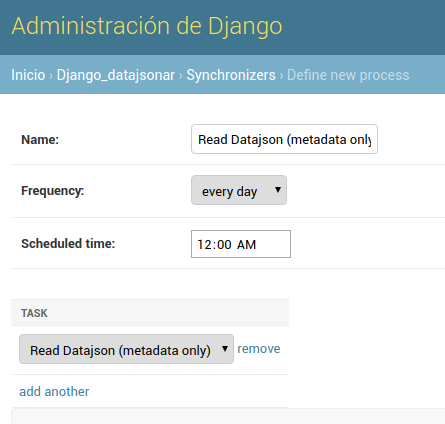 Administración de Django
Inicio › Django_datajsonar › Synchronizers › Define new process
Name: Read Datajson (metadata only
Frequency: every day
Scheduled time: 12:00 AM
TASK
Read Datajson (metadata only) remove
add another